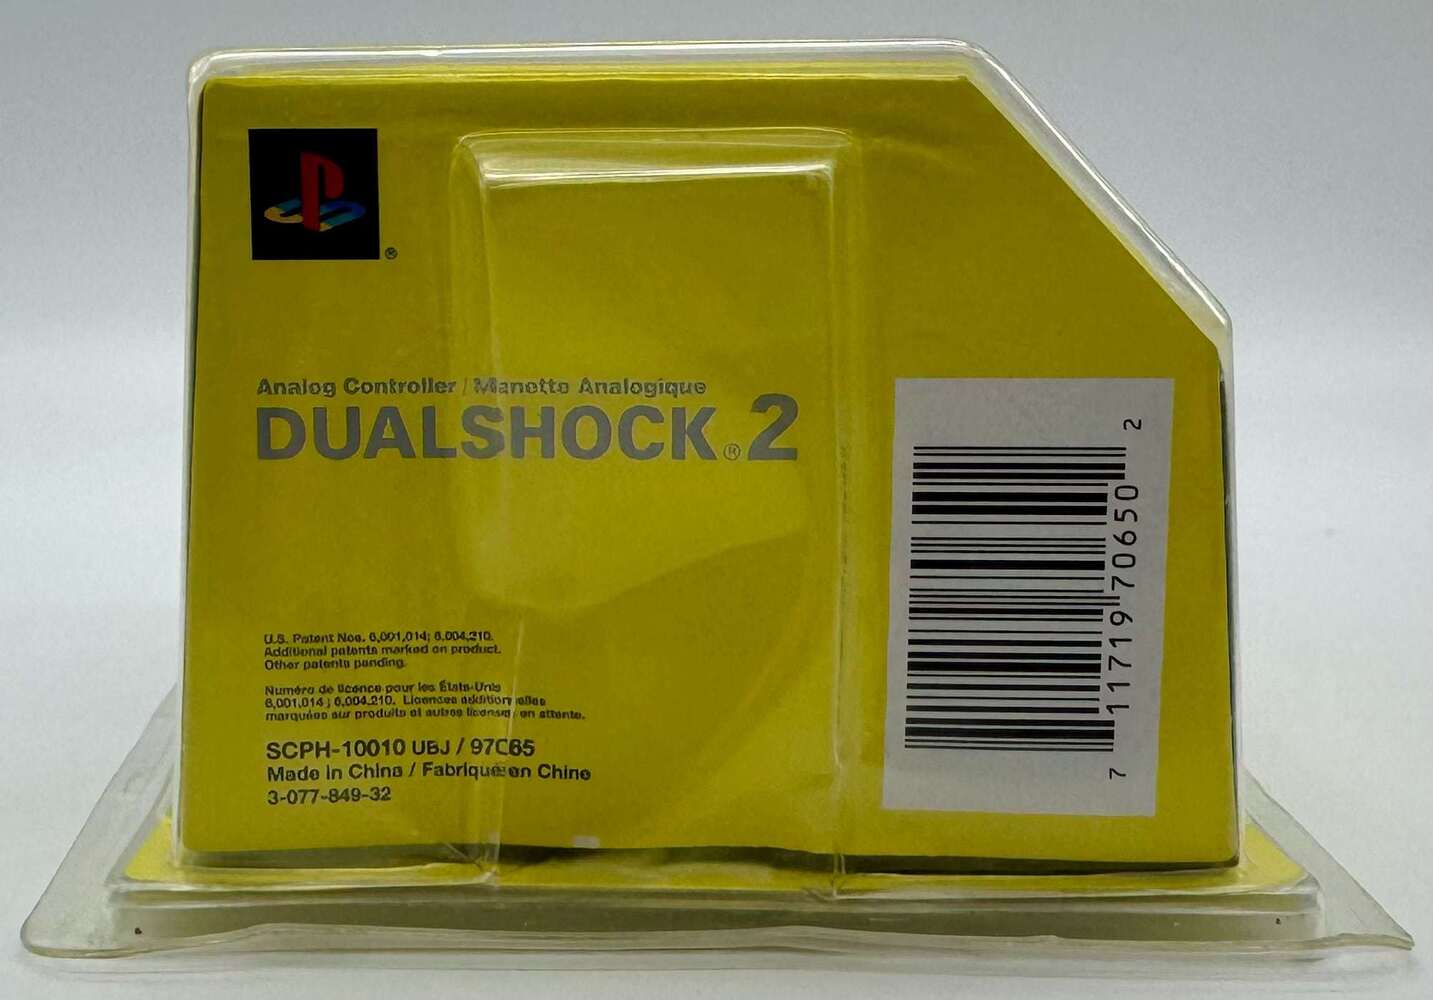 ®
Analog Controller / Manette Analogique
DUALSHOCK® 2
U.S. Patent Nos. 6,001,014; 6,004,210.
Additional patents marked on product.
Other patents pending.
Numéro de licence pour les États-Unis
6,001,014 ; 6,004,210. Licences additionnelles
marquées sur produits et autres licenses en attente.
SCPH-10010 UBJ / 97065
Made in China / Fabriqué en Chine
3-077-849-32
7 11719 70650 2